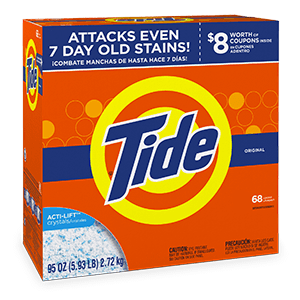 ATTACKS EVEN
7 DAY OLD STAINS!
¡COMBATE MANCHAS DE HASTA HACE 7 DÍAS!
$8 WORTH OF
COUPONS INSIDE
EN CUPONES
ADENTRO
Tide
ORIGINAL
68
ACTI-LIFT™
crystals
CAUTION:
PRECAUCIÓN:
95 OZ (5.93 LB) 2.72 kg